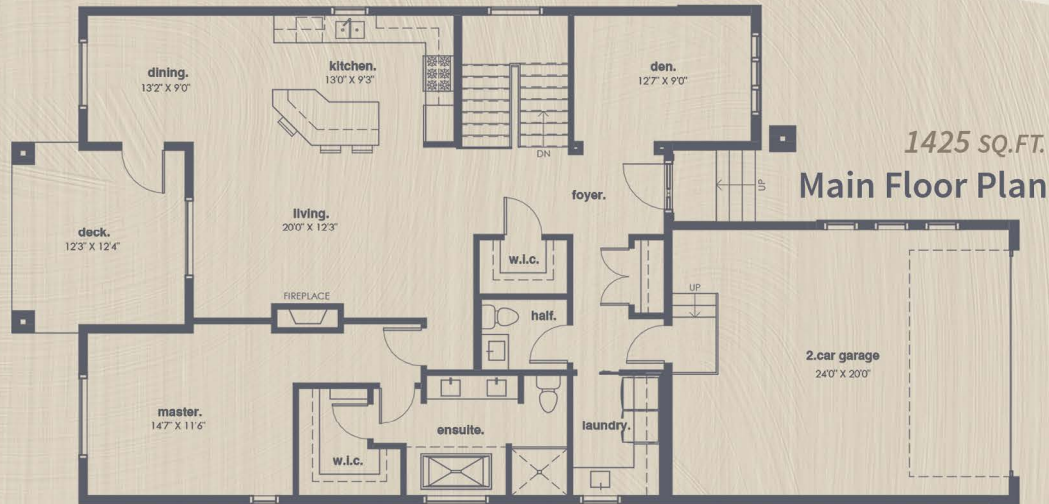 dining.
13'2" X 9'0"
kitchen.
13'0" X 9'3"
den.
12'7" X 9'0"
1425 SQ.FT.
Main Floor Plan
DN
UP
foyer.
living.
20'0" X 12'3"
deck.
12'3" X 12'4"
w.i.c.
FIREPLACE
UP
half.
2.car garage
24'0" X 20'0"
master.
14'7" X 11'6"
ensuite.
laundry.
w.i.c.